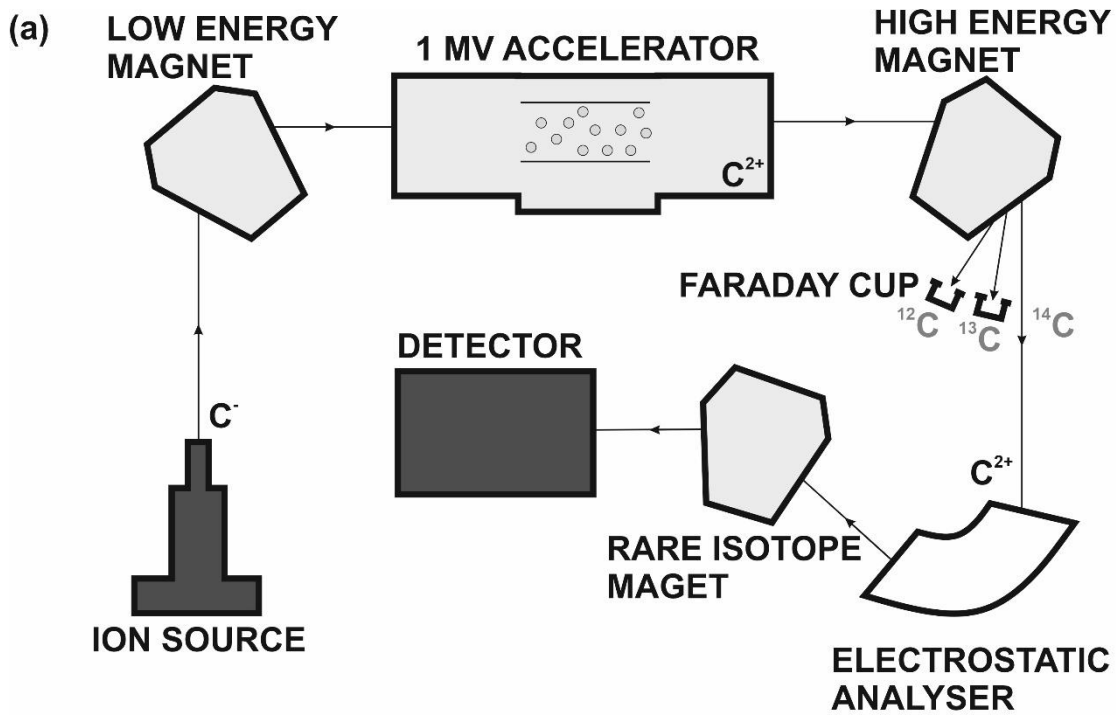 (a)
LOW ENERGY
MAGNET
1 MV ACCELERATOR
HIGH ENERGY
MAGNET
C²⁺
FARADAY CUP
¹²C
¹³C
¹⁴C
DETECTOR
C⁻
C²⁺
RARE ISOTOPE
MAGET
ION SOURCE
ELECTROSTATIC
ANALYSER